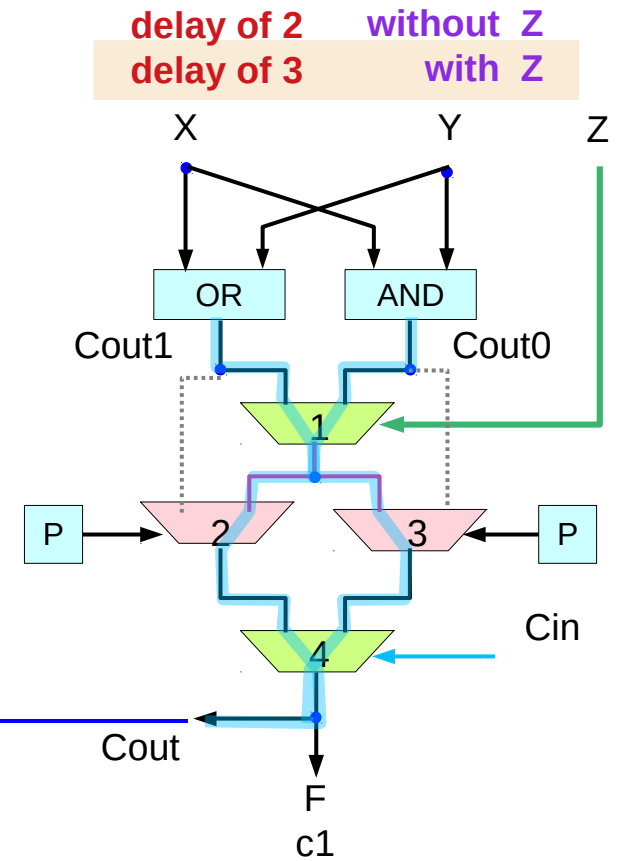 delay of 2 without Z
delay of 3 with Z
X Y Z
OR AND
Cout1 Cout0
1
P 2 3 P
Cin
4
Cout
F
c1